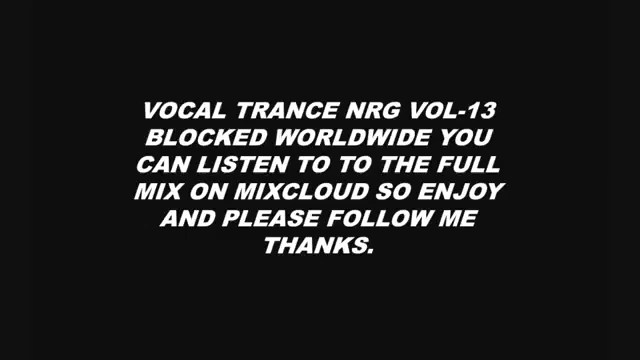 VOCAL TRANCE NRG VOL-13
BLOCKED WORLDWIDE YOU
CAN LISTEN TO TO THE FULL
MIX ON MIXCLOUD SO ENJOY
AND PLEASE FOLLOW ME
THANKS.